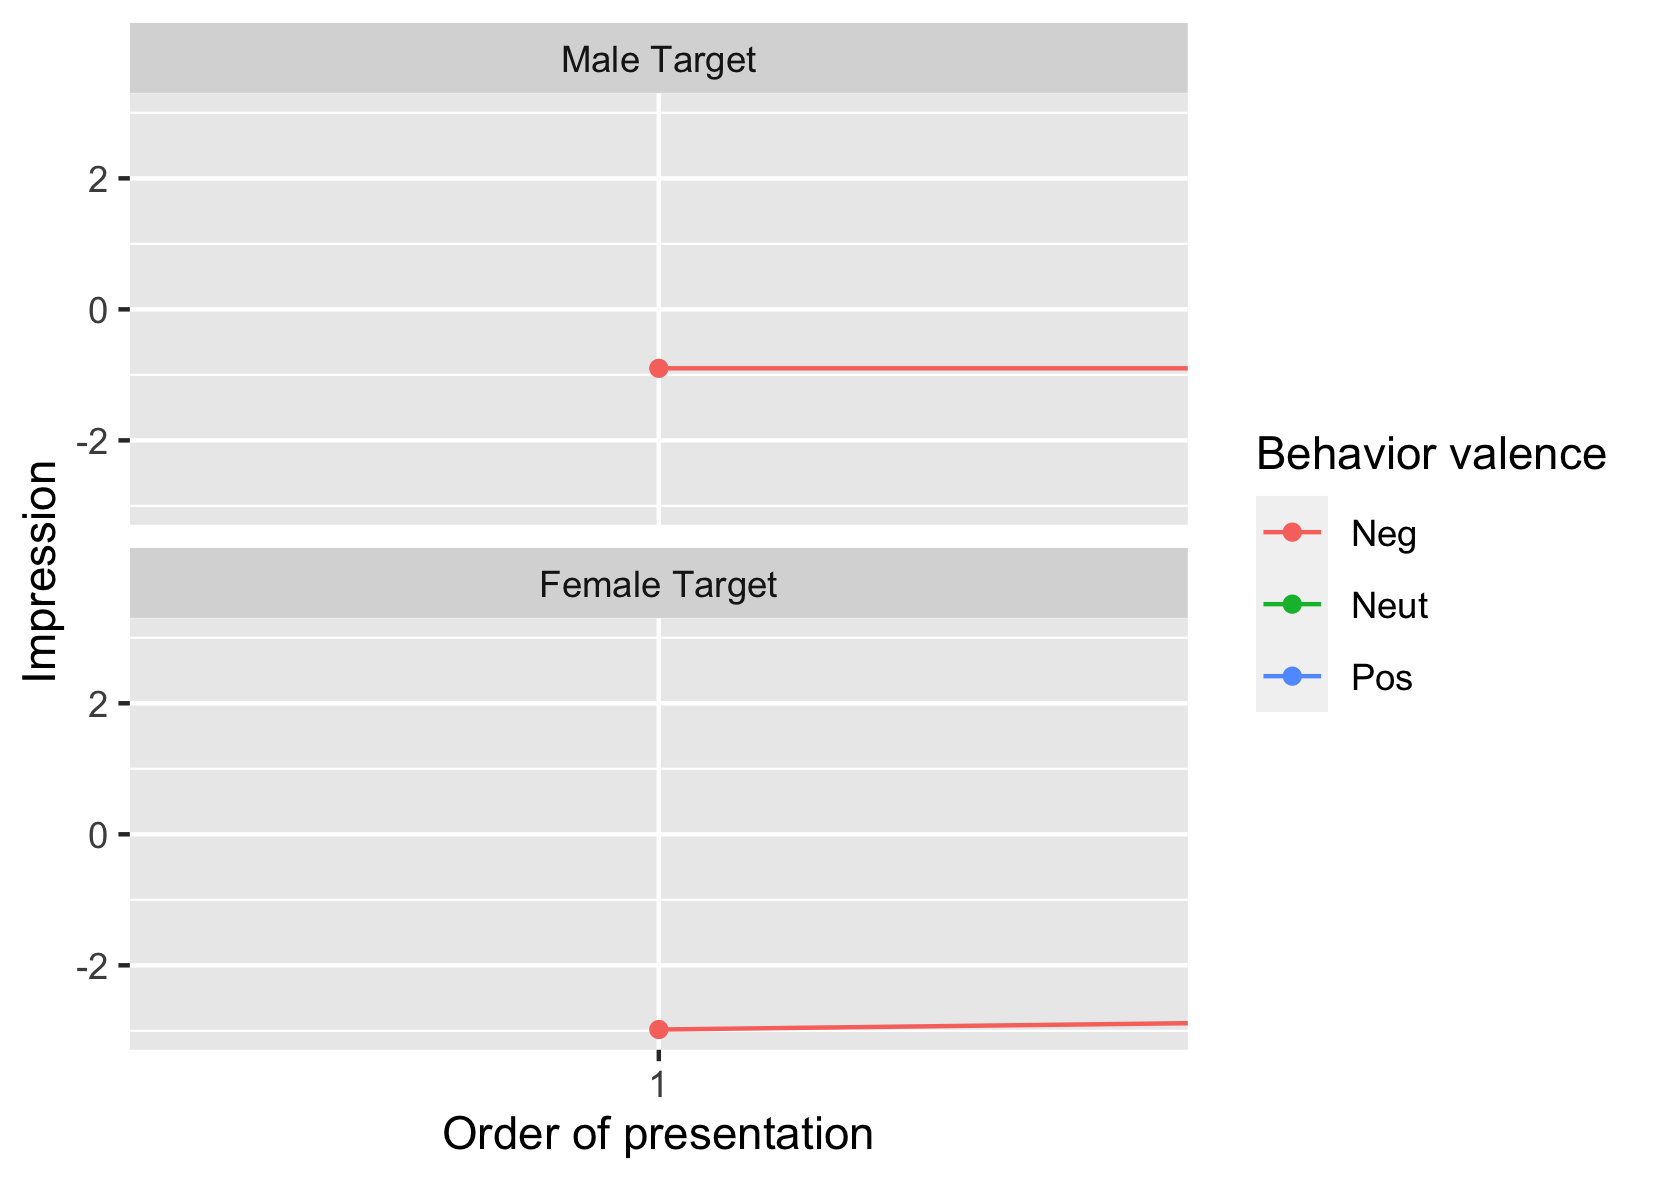 Male Target
2
0
-2
Female Target
2
0
-2
1
Order of presentation
Impression
Behavior valence
Neg
Neut
Pos